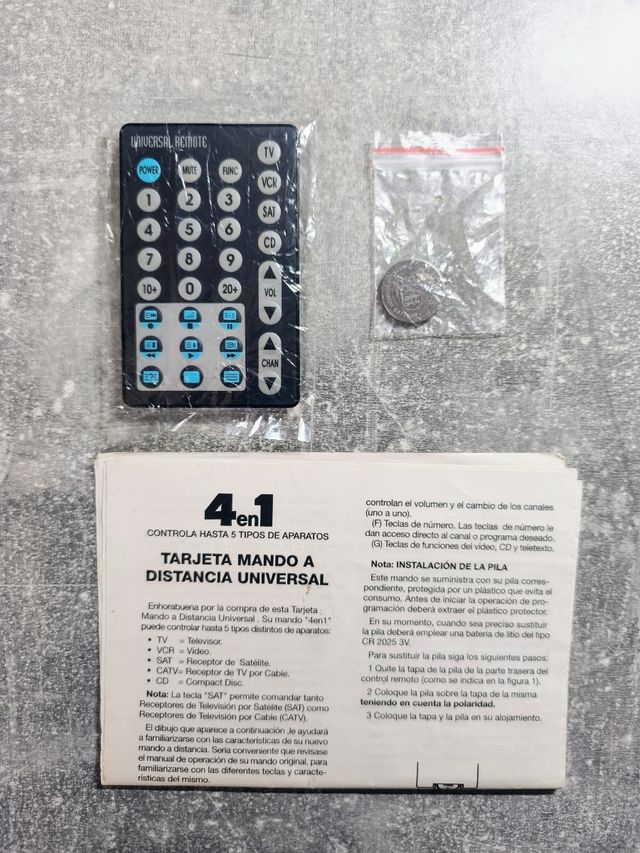 UNIVERSAL REMOTE
TV
POWER MUTE FUNC
VCR
1 2 3
SAT
4 5 6
CD
7 8 9
VOL
10+ 0 20+
CHAN
4en1
CONTROLA HASTA 5 TIPOS DE APARATOS
TARJETA MANDO A
DISTANCIA UNIVERSAL
Enhorabuena por la compra de esta Tarjeta
Mando a Distancia Universal . Su mando "4en1"
puede controlar hasta 5 tipos distintos de aparatos:
• TV = Televisor.
• VCR = Video.
• SAT = Receptor de Satélite.
• CATV= Receptor de TV por Cable.
• CD = Compact Disc.
Nota: La tecla "SAT" permite comandar tanto
Receptores de Televisión por Satélite (SAT) como
Receptores de Televisión por Cable (CATV).
El dibujo que aparece a continuación ,le ayudará
a familiarizarse con las características de su nuevo
mando a distancia. Sería conveniente que revisase
el manual de operación de su mando original, para
familiarizarse con las diferentes teclas y caracte-
rísticas del mismo.
controlan el volumen y el cambio de los canales
(uno a uno).
(F) Teclas de número. Las teclas de número le
dan acceso directo al canal o programa deseado.
(G) Teclas de funciones del video, CD y teletexto.
Nota: INSTALACIÓN DE LA PILA
Este mando se suministra con su pila corres-
pondiente, protegida por un plástico que evita el
consumo. Antes de iniciar la operación de pro-
gramación deberá extraer el plástico protector.
En su momento, cuando sea preciso sustituir
la pila deberá emplear una batería de litio del tipo
CR 2025 3V.
Para sustituir la pila siga los siguientes pasos:
1 Quite la tapa de la pila de la parte trasera del
control remoto (como se indica en la figura 1).
2 Coloque la pila sobre la tapa de la misma
teniendo en cuenta la polaridad.
3 Coloque la tapa y la pila en su alojamiento.